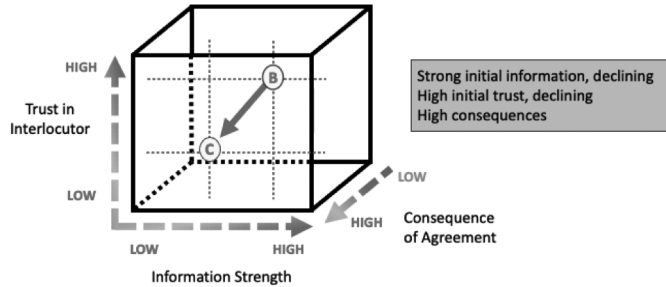 HIGH
Trust in
Interlocutor
LOW
B
C
LOW
HIGH
Information Strength
LOW
HIGH
Consequence
of Agreement
Strong initial information, declining
High initial trust, declining
High consequences